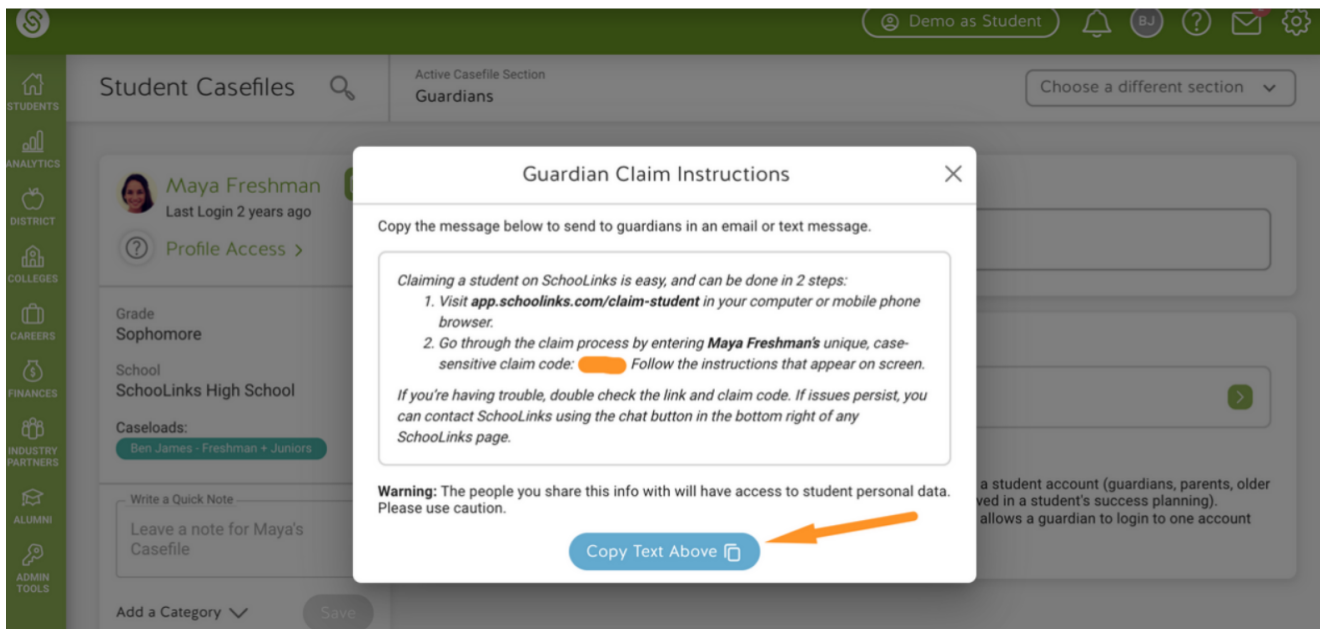 Demo as Student
BJ
STUDENTS
ANALYTICS
DISTRICT
COLLEGES
CAREERS
FINANCES
INDUSTRY
PARTNERS
ALUMNI
ADMIN
TOOLS
Student Casefiles
Active Casefile Section
Guardians
Choose a different section
Maya Freshman
Last Login 2 years ago
Profile Access >
Grade
Sophomore
School
SchooLinks High School
Caseloads:
Ben James - Freshman + Juniors
Write a Quick Note
Leave a note for Maya's
Casefile
Add a Category
Save
Guardian Claim Instructions
Copy the message below to send to guardians in an email or text message.
Claiming a student on SchooLinks is easy, and can be done in 2 steps:
1. Visit app.schoolinks.com/claim-student in your computer or mobile phone
browser.
2. Go through the claim process by entering Maya Freshman's unique, case-
sensitive claim code: Follow the instructions that appear on screen.
If you're having trouble, double check the link and claim code. If issues persist, you
can contact SchooLinks using the chat button in the bottom right of any
SchooLinks page.
Warning: The people you share this info with will have access to student personal data.
Please use caution.
Copy Text Above
a student account (guardians, parents, older
in a student's success planning).
allows a guardian to login to one account